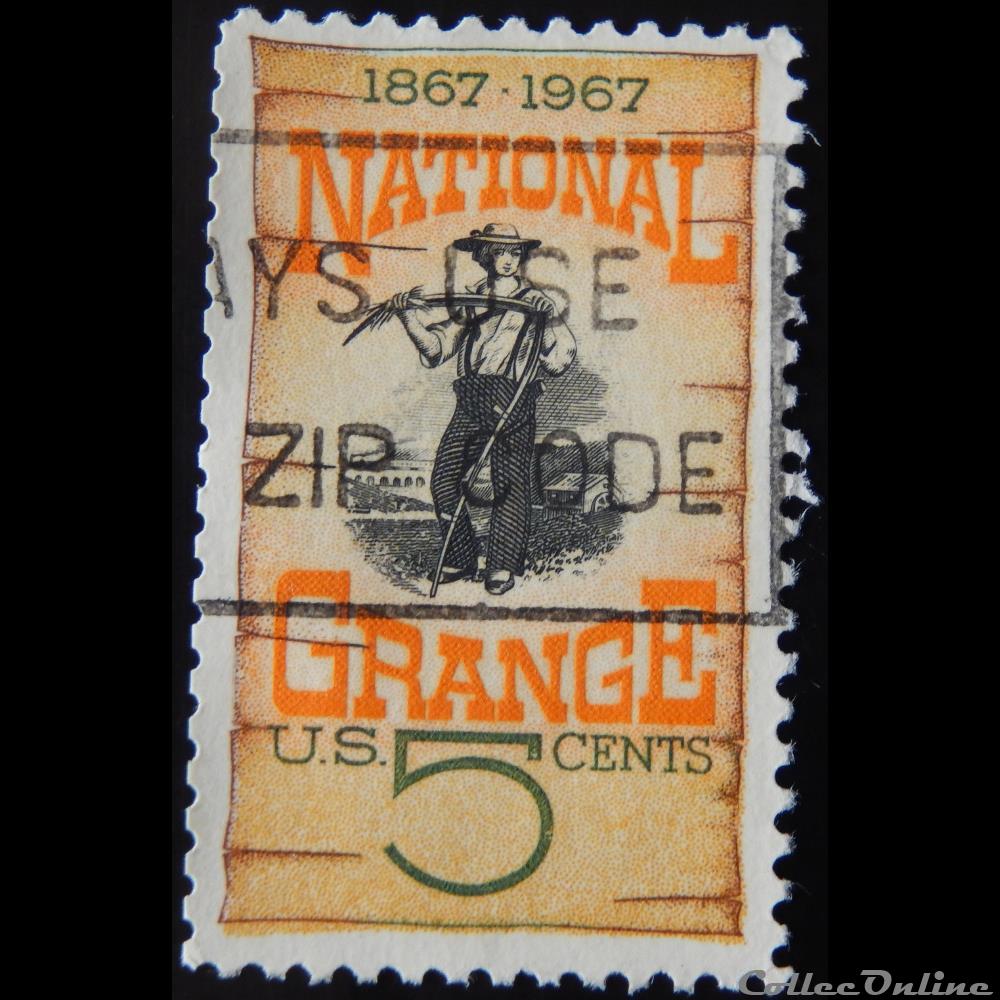 1867 · 1967
NATIONAL
AYS USE
ZIP CODE
GRANGE
U.S. 5 CENTS
CollecOnline